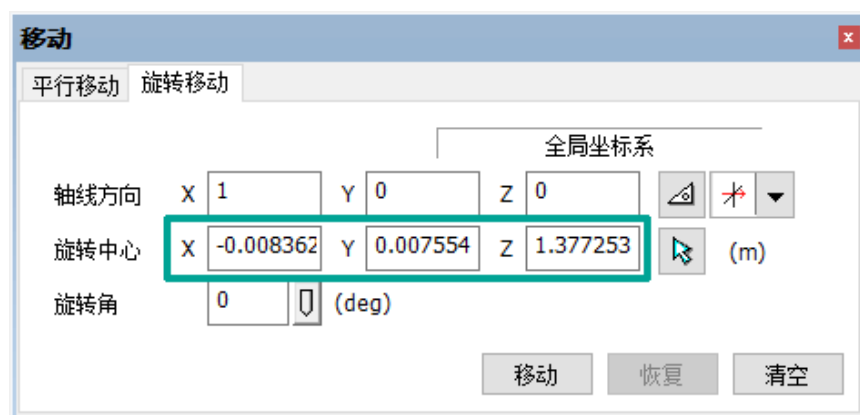 移动
平行移动 旋转移动
全局坐标系
轴线方向 X 1 Y 0 Z 0
旋转中心 X -0.008362 Y 0.007554 Z 1.377253 (m)
旋转角 0 (deg)
移动 恢复 清空